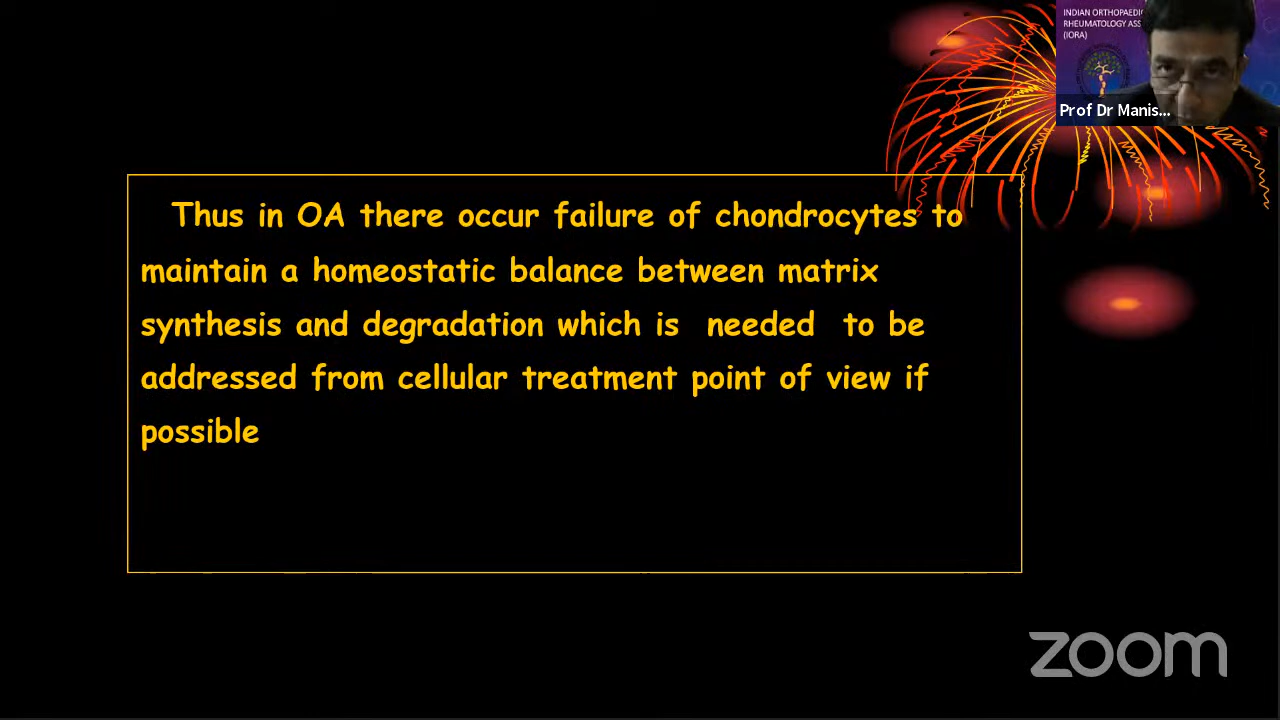 INDIAN ORTHOPAEDIC
RHEUMATOLOGY ASS
(IORA)
Prof Dr Manis...
Thus in OA there occur failure of chondrocytes to
maintain a homeostatic balance between matrix
synthesis and degradation which is needed to be
addressed from cellular treatment point of view if
possible
zoom